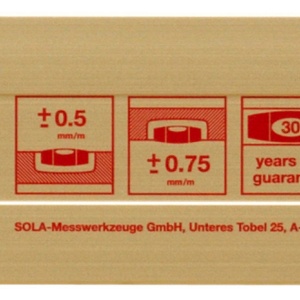 ± 0.5
mm/m
± 0.75
mm/m
30
years
guaran
SOLA-Messwerkzeuge GmbH, Unteres Tobel 25, A-